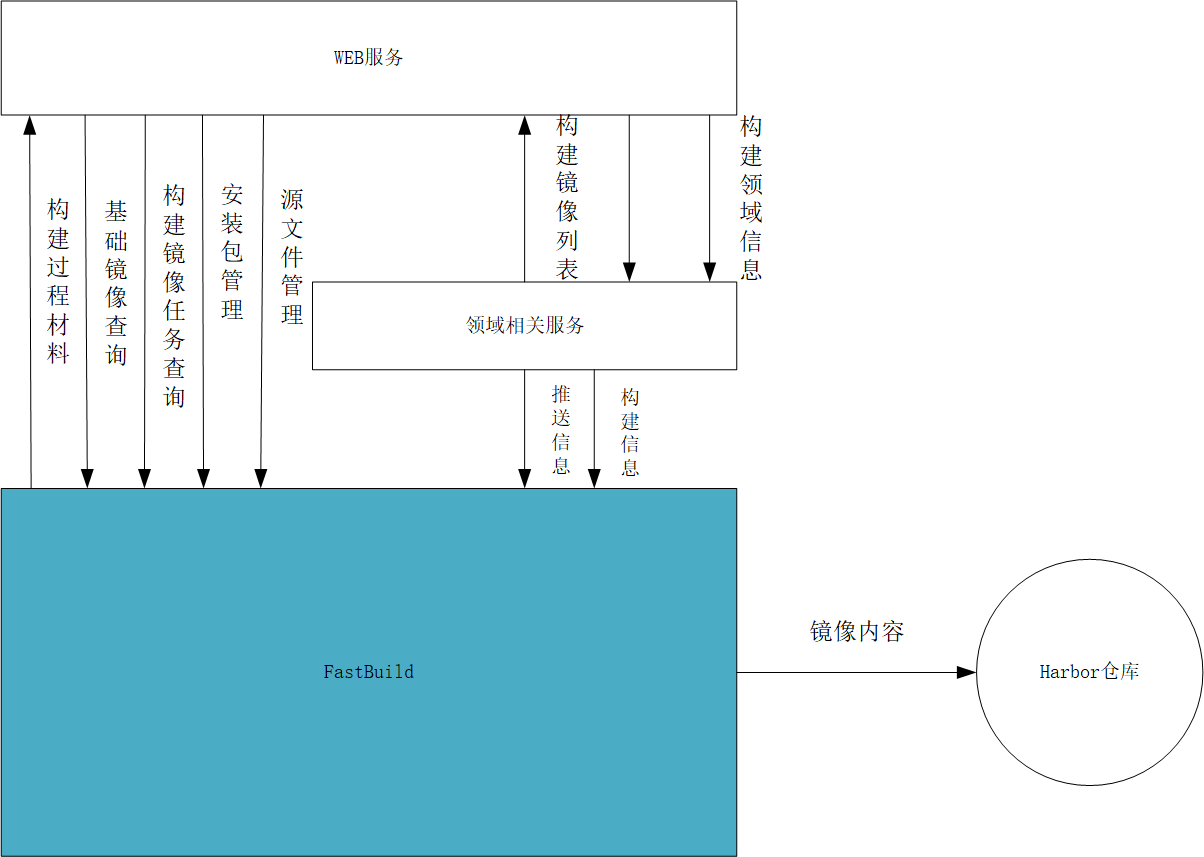 WEB服务
构建过程材料
基础镜像查询
构建镜像任务查询
安装包管理
源文件管理
构建镜像列表
构建领域信息
领域相关服务
推送信息
构建信息
FastBuild
镜像内容
Harbor仓库